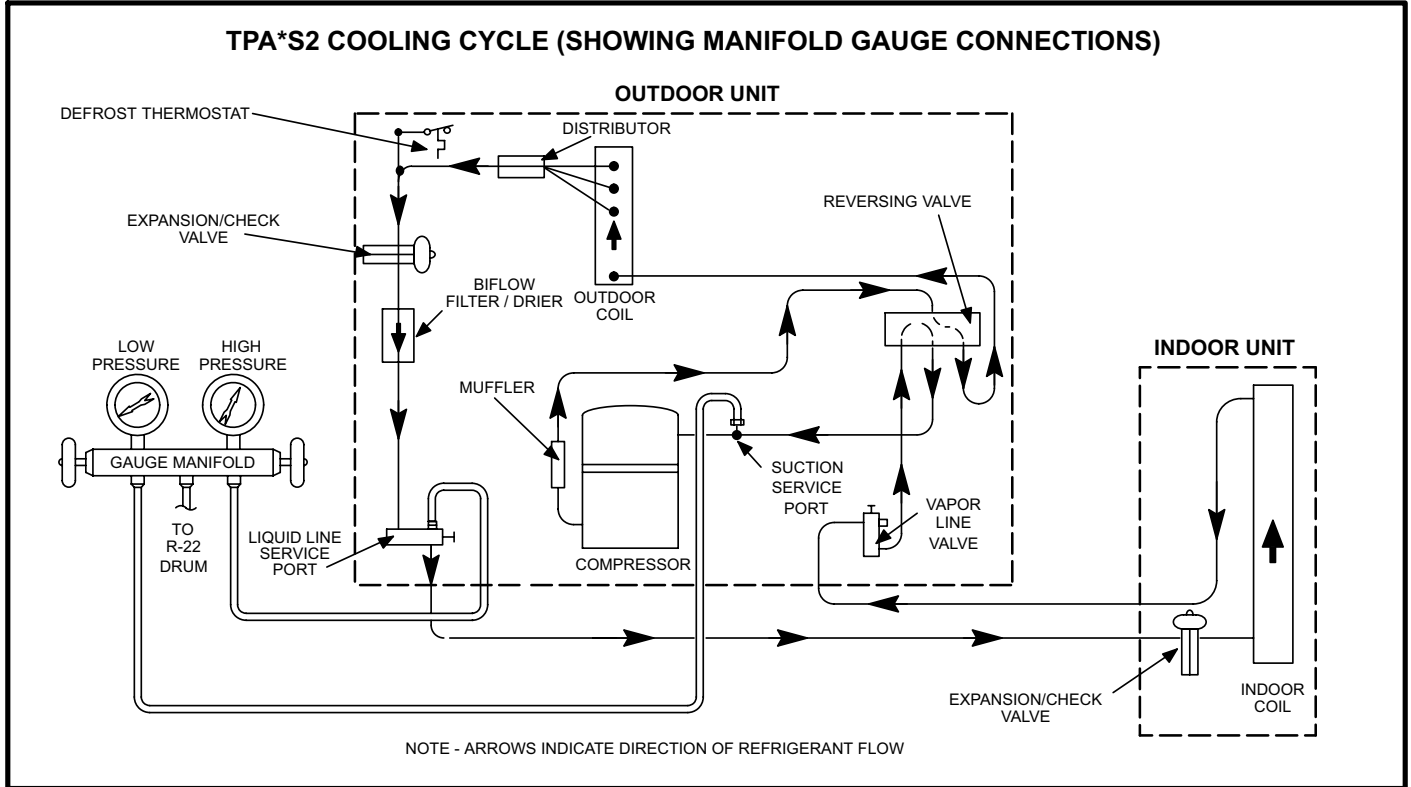 TPA*S2 COOLING CYCLE (SHOWING MANIFOLD GAUGE CONNECTIONS)
OUTDOOR UNIT
DEFROST THERMOSTAT
DISTRIBUTOR
REVERSING VALVE
EXPANSION/CHECK
VALVE
BIFLOW
FILTER / DRIER
OUTDOOR
COIL
LOW
PRESSURE
HIGH
PRESSURE
INDOOR UNIT
MUFFLER
GAUGE MANIFOLD
SUCTION
SERVICE
PORT
VAPOR
LINE
VALVE
TO
R-22
DRUM
LIQUID LINE
SERVICE
PORT
COMPRESSOR
EXPANSION/CHECK
VALVE
INDOOR
COIL
NOTE - ARROWS INDICATE DIRECTION OF REFRIGERANT FLOW